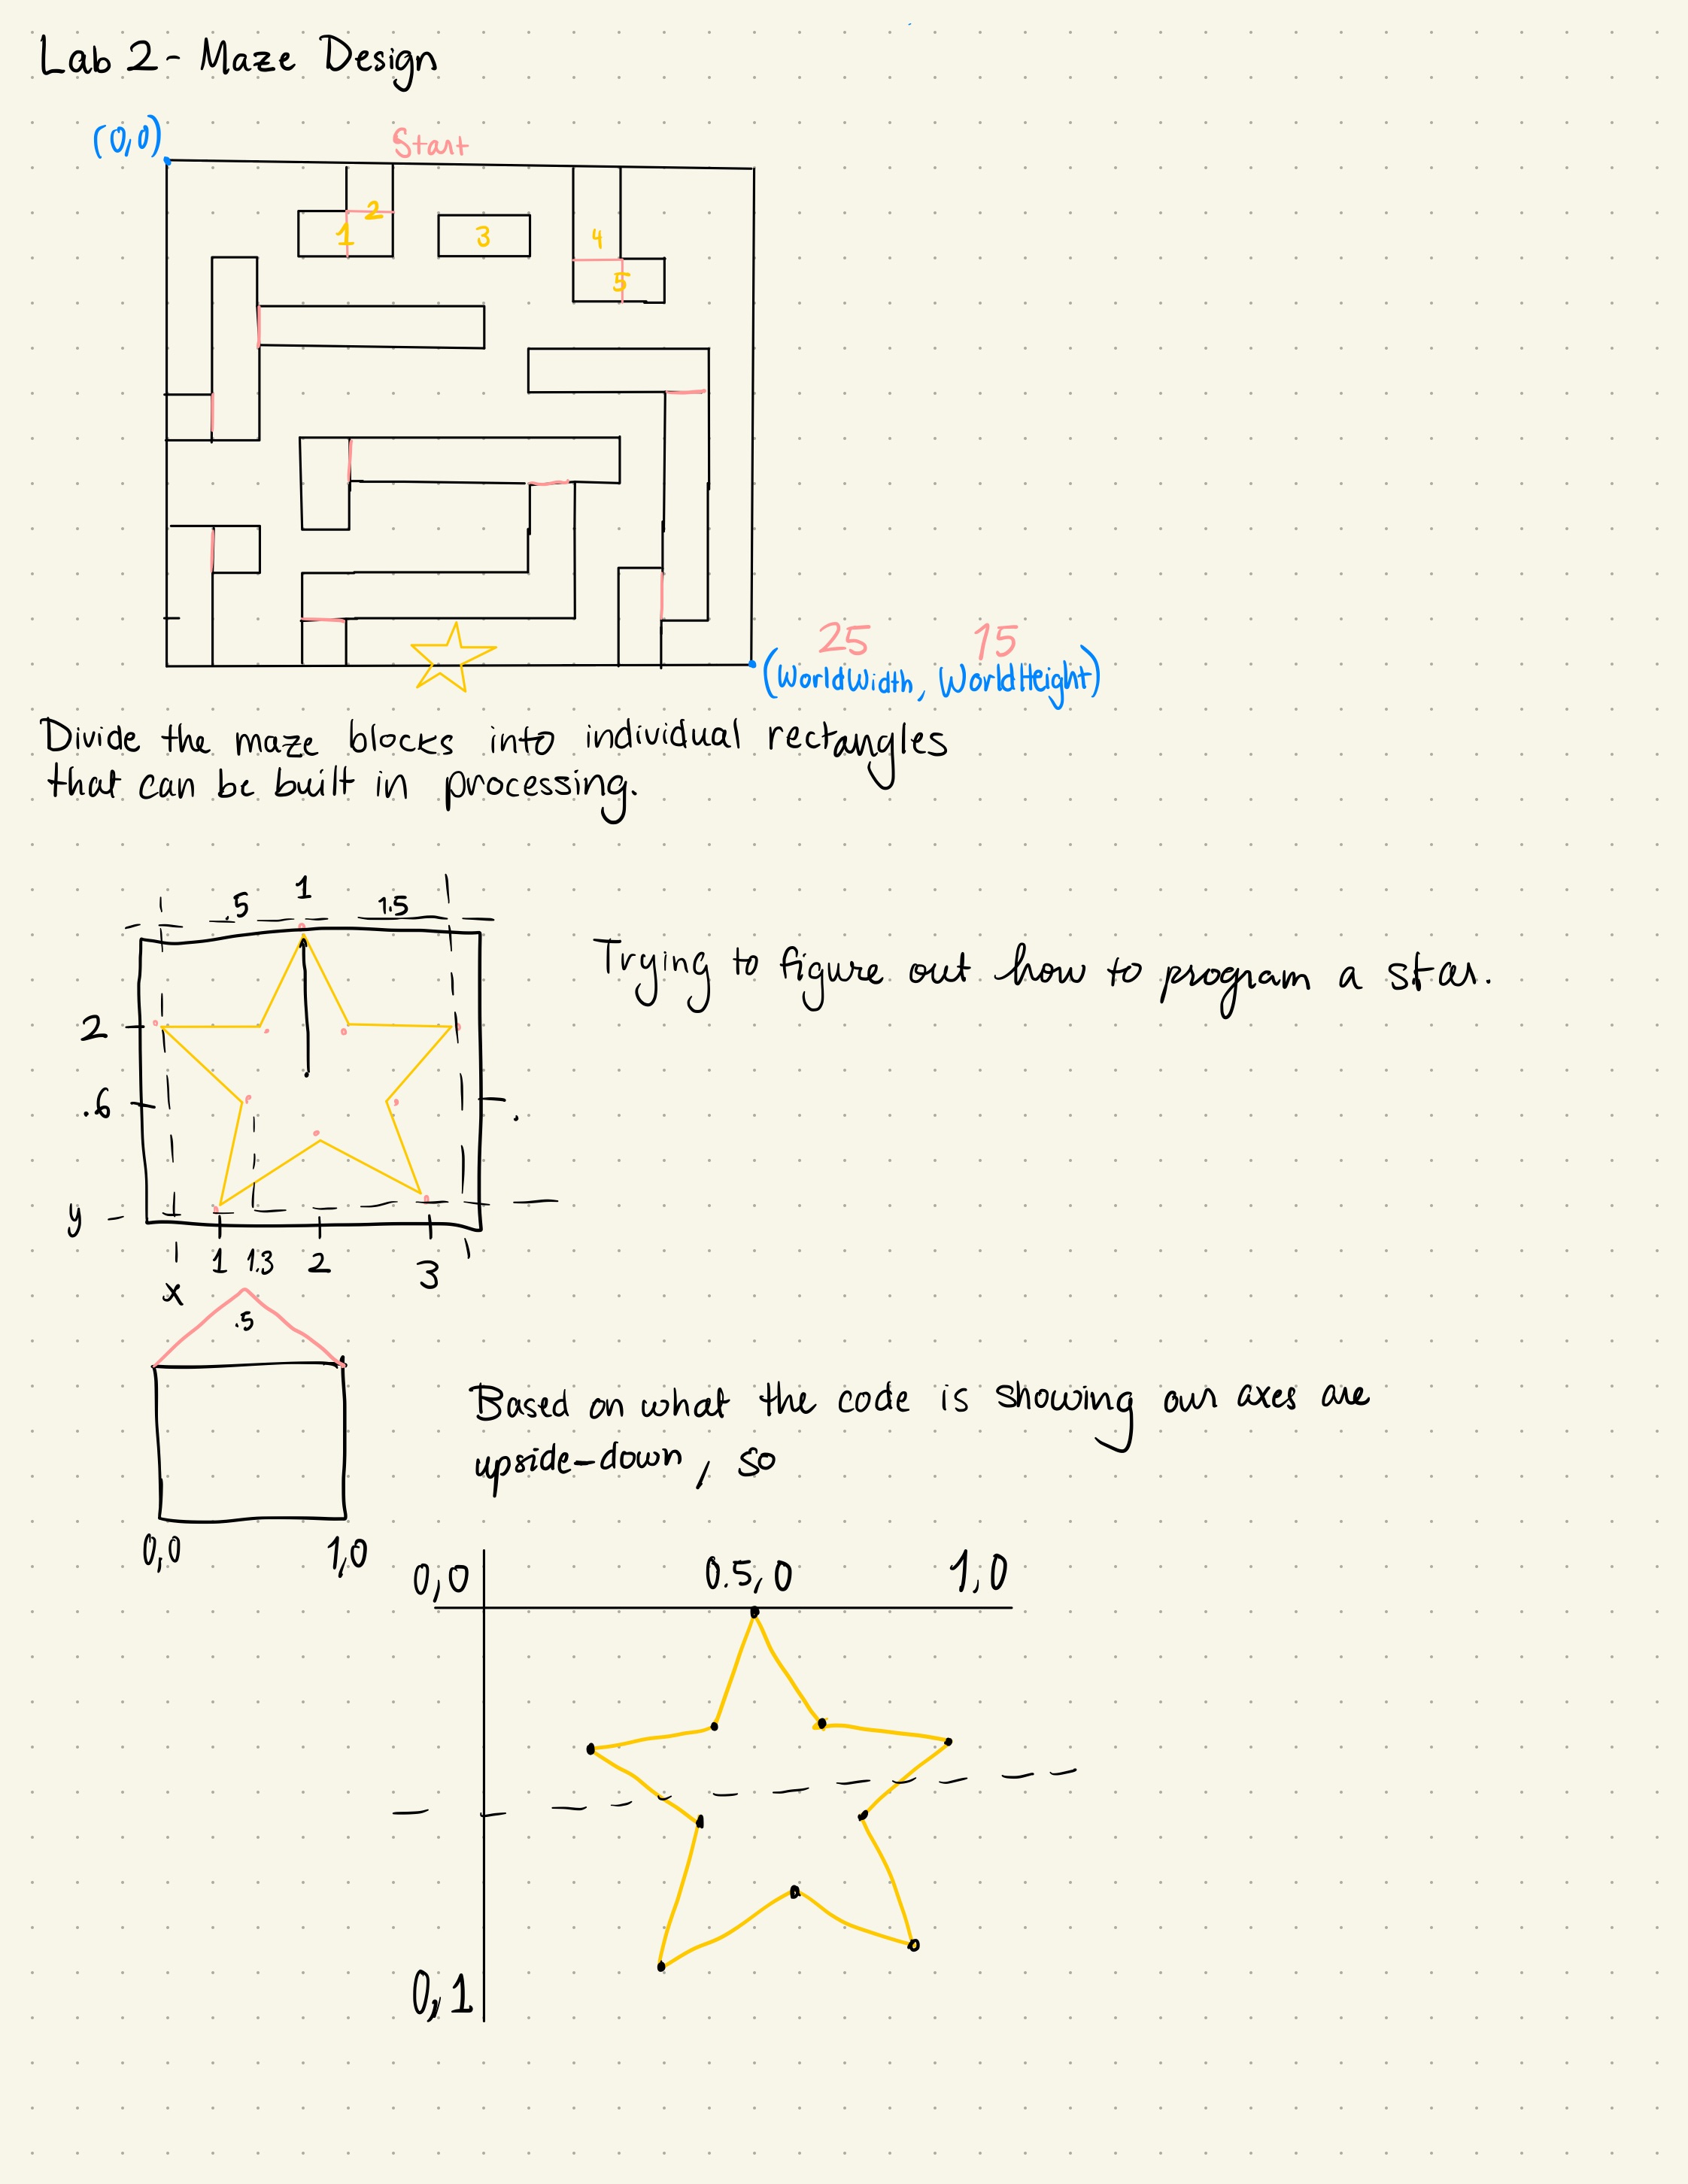 Lab 2 - Maze Design
(0,0)
Start
2
1
3
4
5
25 15
(WorldWidth, WorldHeight)
Divide the maze blocks into individual rectangles
that can be built in processing.
.5 1 1.5
Trying to figure out how to program a star.
2
.6
y
1 1.3 2 3
x
.5
Based on what the code is showing our axes are
upside-down, so
0,0 1,0
0,0 0.5,0 1,0
0,1